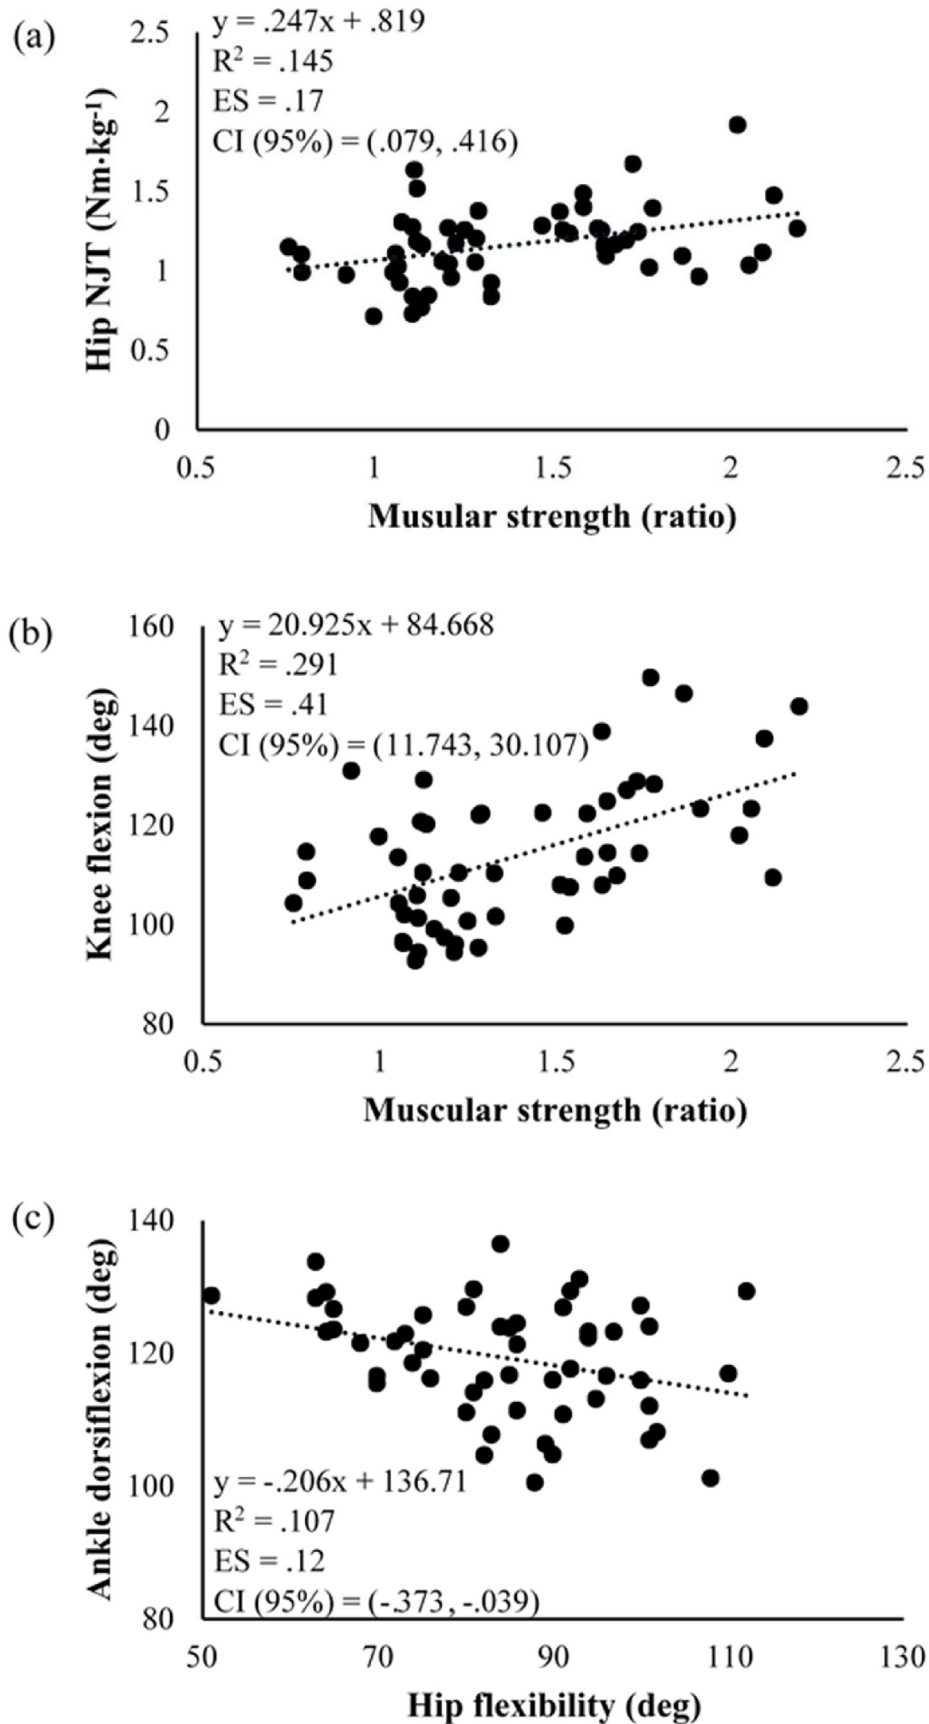 (a)
y = .247x + .819
R² = .145
ES = .17
CI (95%) = (.079, .416)
2.5
2
1.5
1
0.5
0
Hip NJT (Nm·kg⁻¹)
0.5 1 1.5 2 2.5
Musular strength (ratio)
(b)
y = 20.925x + 84.668
R² = .291
ES = .41
CI (95%) = (11.743, 30.107)
160
140
120
100
80
Knee flexion (deg)
0.5 1 1.5 2 2.5
Muscular strength (ratio)
(c)
140
120
100
80
Ankle dorsiflexion (deg)
y = -.206x + 136.71
R² = .107
ES = .12
CI (95%) = (-.373, -.039)
50 70 90 110 130
Hip flexibility (deg)